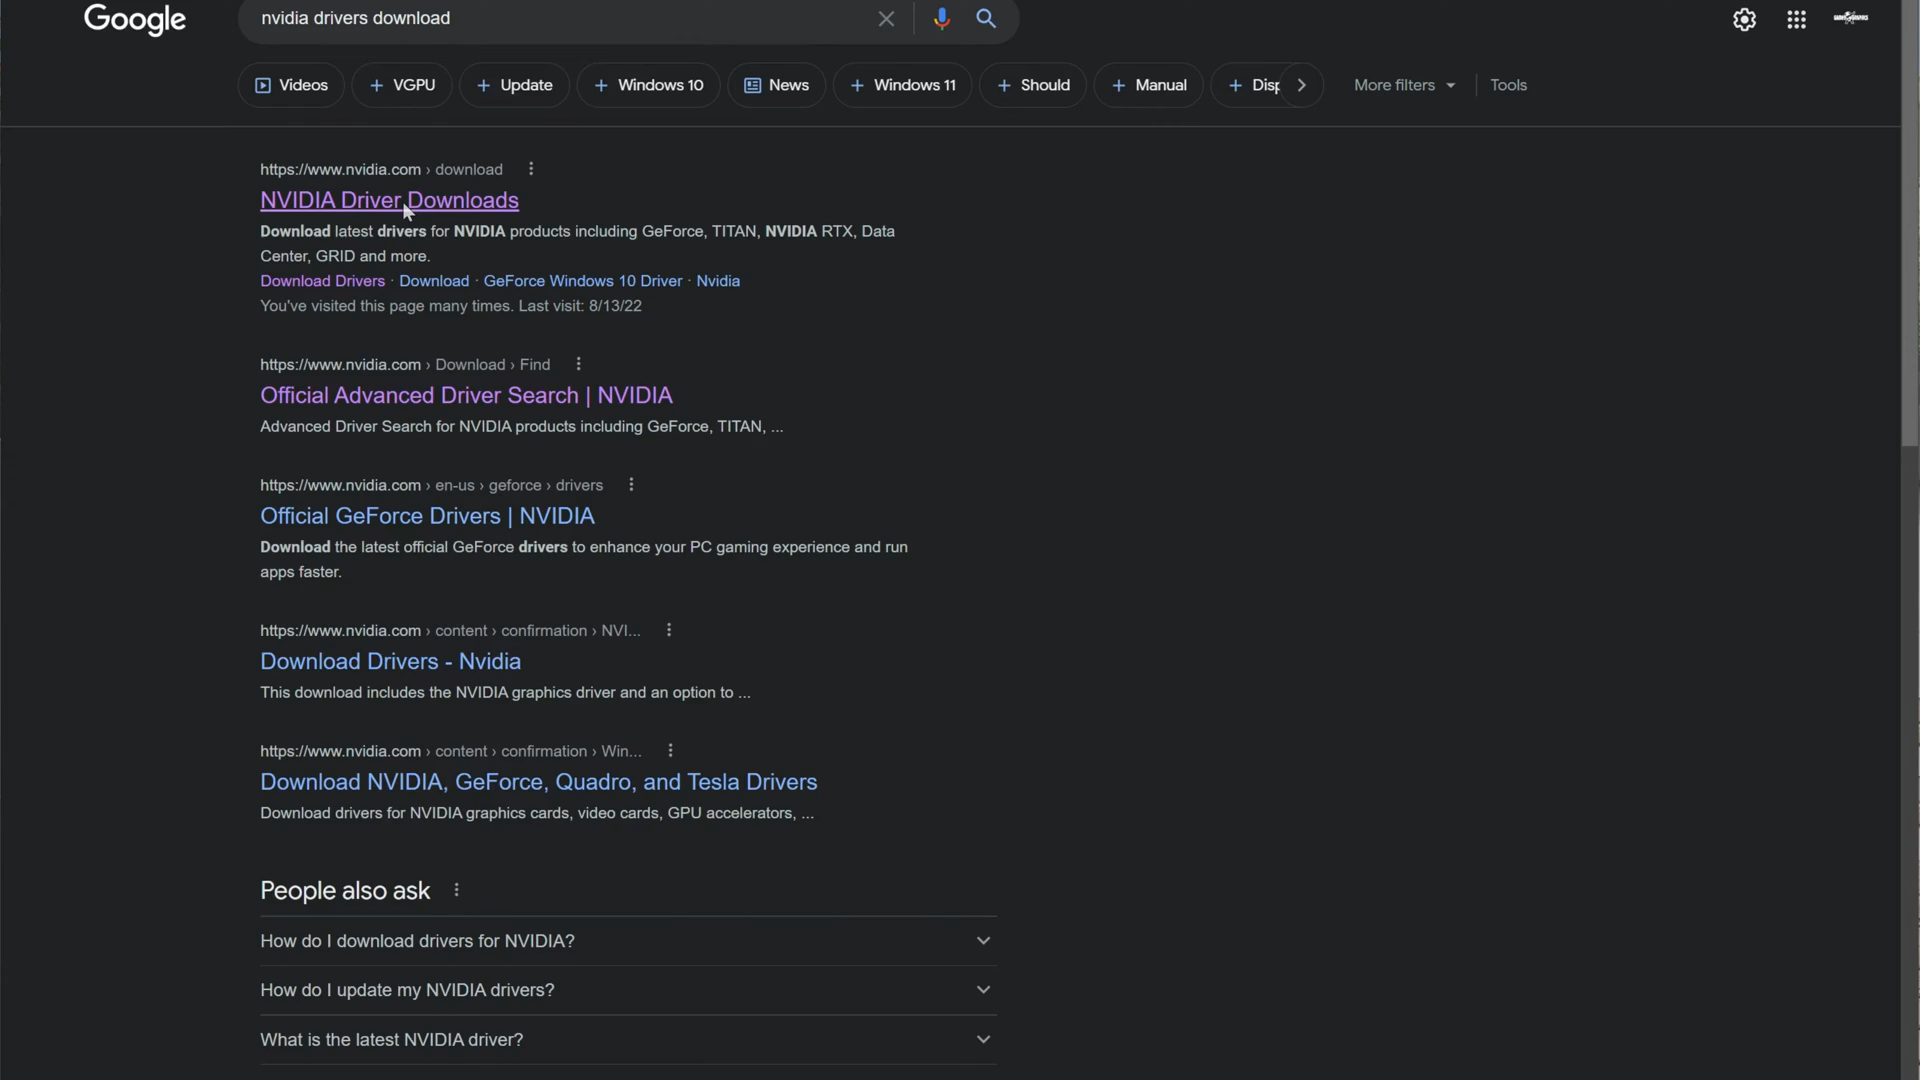 Google
nvidia drivers download
Videos
VGPU
Update
Windows 10
News
Windows 11
Should
Manual
Disp
More filters
Tools
https://www.nvidia.com › download
NVIDIA Driver Downloads
Download latest drivers for NVIDIA products including GeForce, TITAN, NVIDIA RTX, Data
Center, GRID and more.
Download Drivers · Download · GeForce Windows 10 Driver · Nvidia
You've visited this page many times. Last visit: 8/13/22
https://www.nvidia.com › Download › Find
Official Advanced Driver Search | NVIDIA
Advanced Driver Search for NVIDIA products including GeForce, TITAN, ...
https://www.nvidia.com › en-us › geforce › drivers
Official GeForce Drivers | NVIDIA
Download the latest official GeForce drivers to enhance your PC gaming experience and run
apps faster.
https://www.nvidia.com › content › confirmation › NVI...
Download Drivers - Nvidia
This download includes the NVIDIA graphics driver and an option to ...
https://www.nvidia.com › content › confirmation › Win...
Download NVIDIA, GeForce, Quadro, and Tesla Drivers
Download drivers for NVIDIA graphics cards, video cards, GPU accelerators, ...
People also ask
How do I download drivers for NVIDIA?
How do I update my NVIDIA drivers?
What is the latest NVIDIA driver?